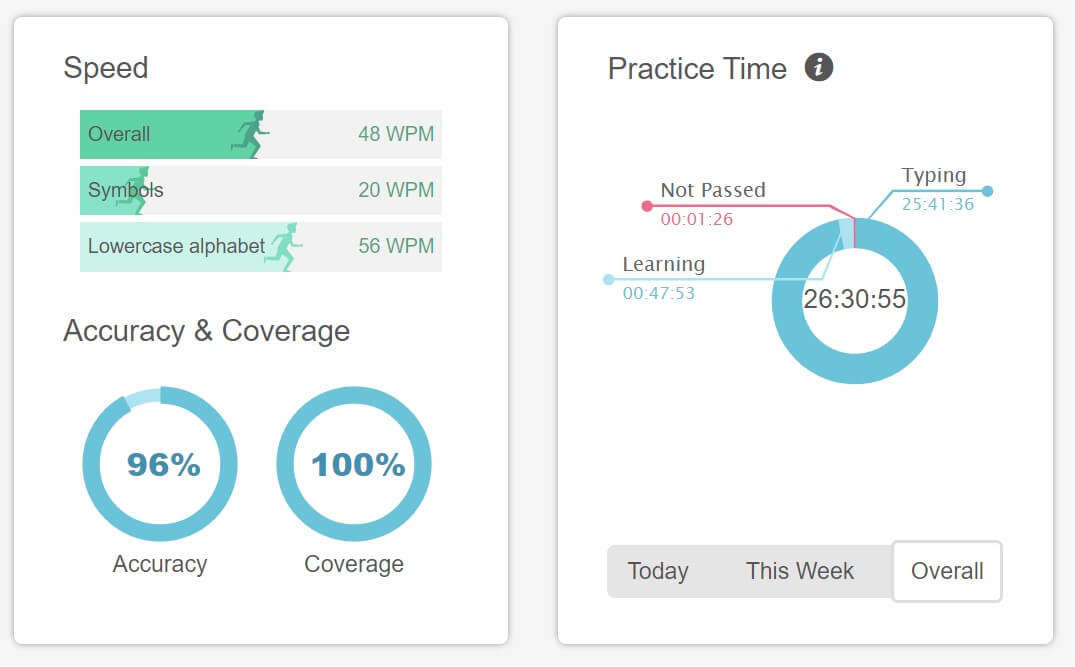 Speed
Overall 48 WPM
Symbols 20 WPM
Lowercase alphabet 56 WPM
Accuracy & Coverage
96%
100%
Accuracy
Coverage
Practice Time i
Typing
25:41:36
Not Passed
00:01:26
Learning
00:47:53
26:30:55
Today This Week Overall